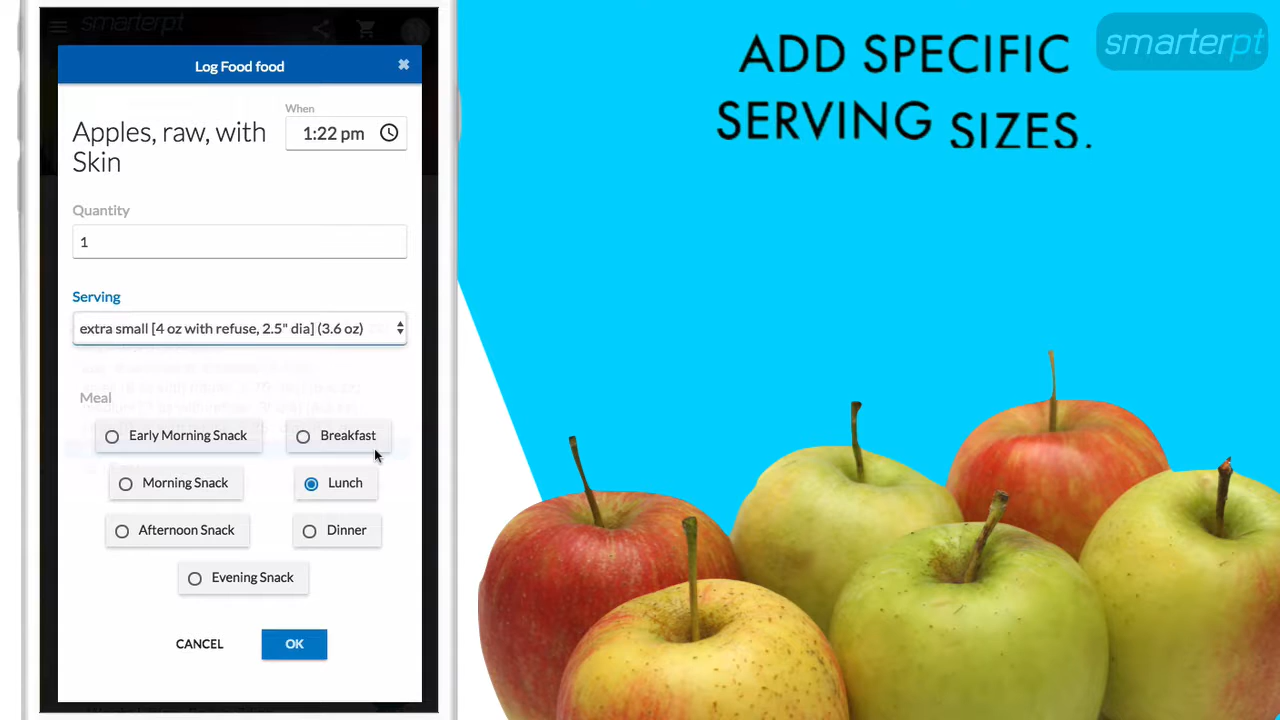 smarterpt
Log Food food
Apples, raw, with
Skin
When
1:22 pm
Quantity
1
Serving
extra small [4 oz with refuse, 2.5" dia] (3.6 oz)
Meal
Early Morning Snack
Breakfast
Morning Snack
Lunch
Afternoon Snack
Dinner
Evening Snack
CANCEL
OK
ADD SPECIFIC
SERVING SIZES.
smarterpt